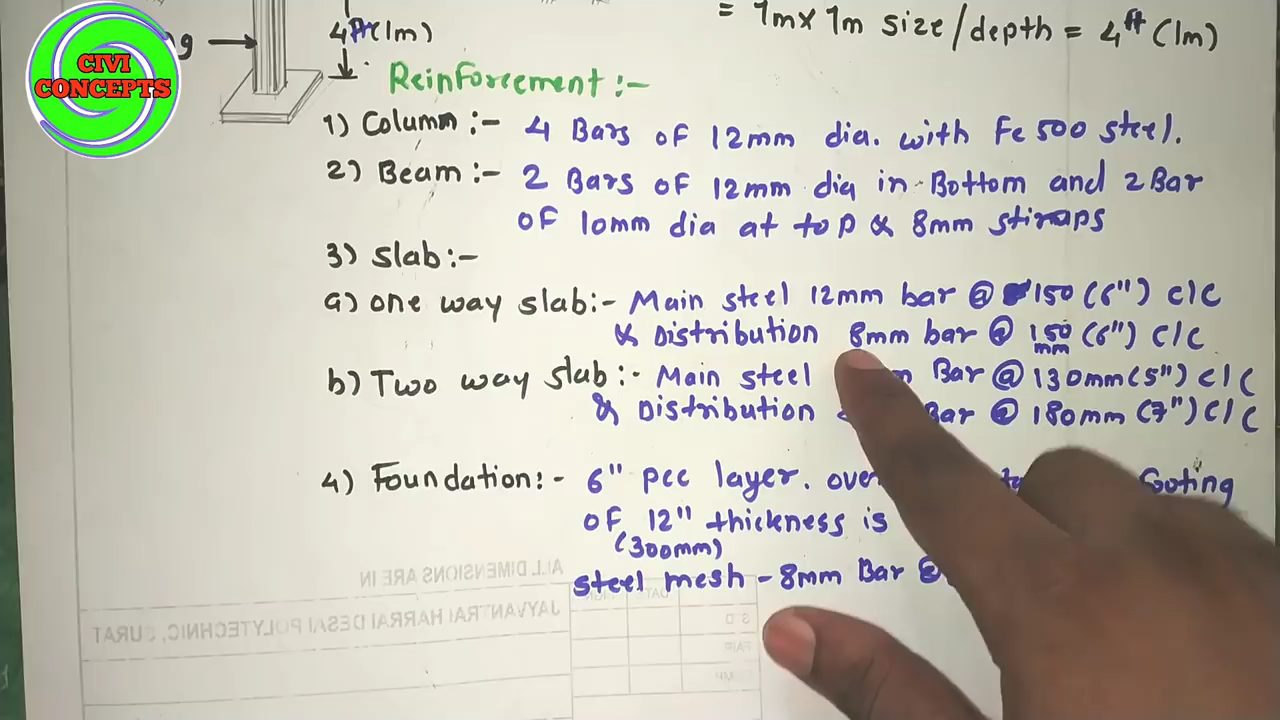 = 1m x 1m size/depth = 4ft (1m)
4ft (1m)
CIVI
CONCEPTS
Reinforcement :-
1) Column :- 4 Bars of 12mm dia. with Fe 500 steel.
2) Beam :- 2 Bars of 12mm dia in Bottom and 2 Bar
of 10mm dia at top & 8mm stiraps
3) Slab :-
a) one way slab :- Main steel 12mm bar @ 150 (6") c/c
& Distribution 8mm bar @ 150 (6") c/c
mm
b) Two way slab :- Main steel Bar @ 130mm (5") c/c
& Distribution Bar @ 180mm (7") c/c
4) Foundation :- 6" pcc layer. over footing
of 12" thickness is
(300mm)
steel mesh - 8mm Bar @
ALL DIMENSIONS ARE IN
JAYVANTRAI HARRAI DESAI POLYTECHNIC, SURAT